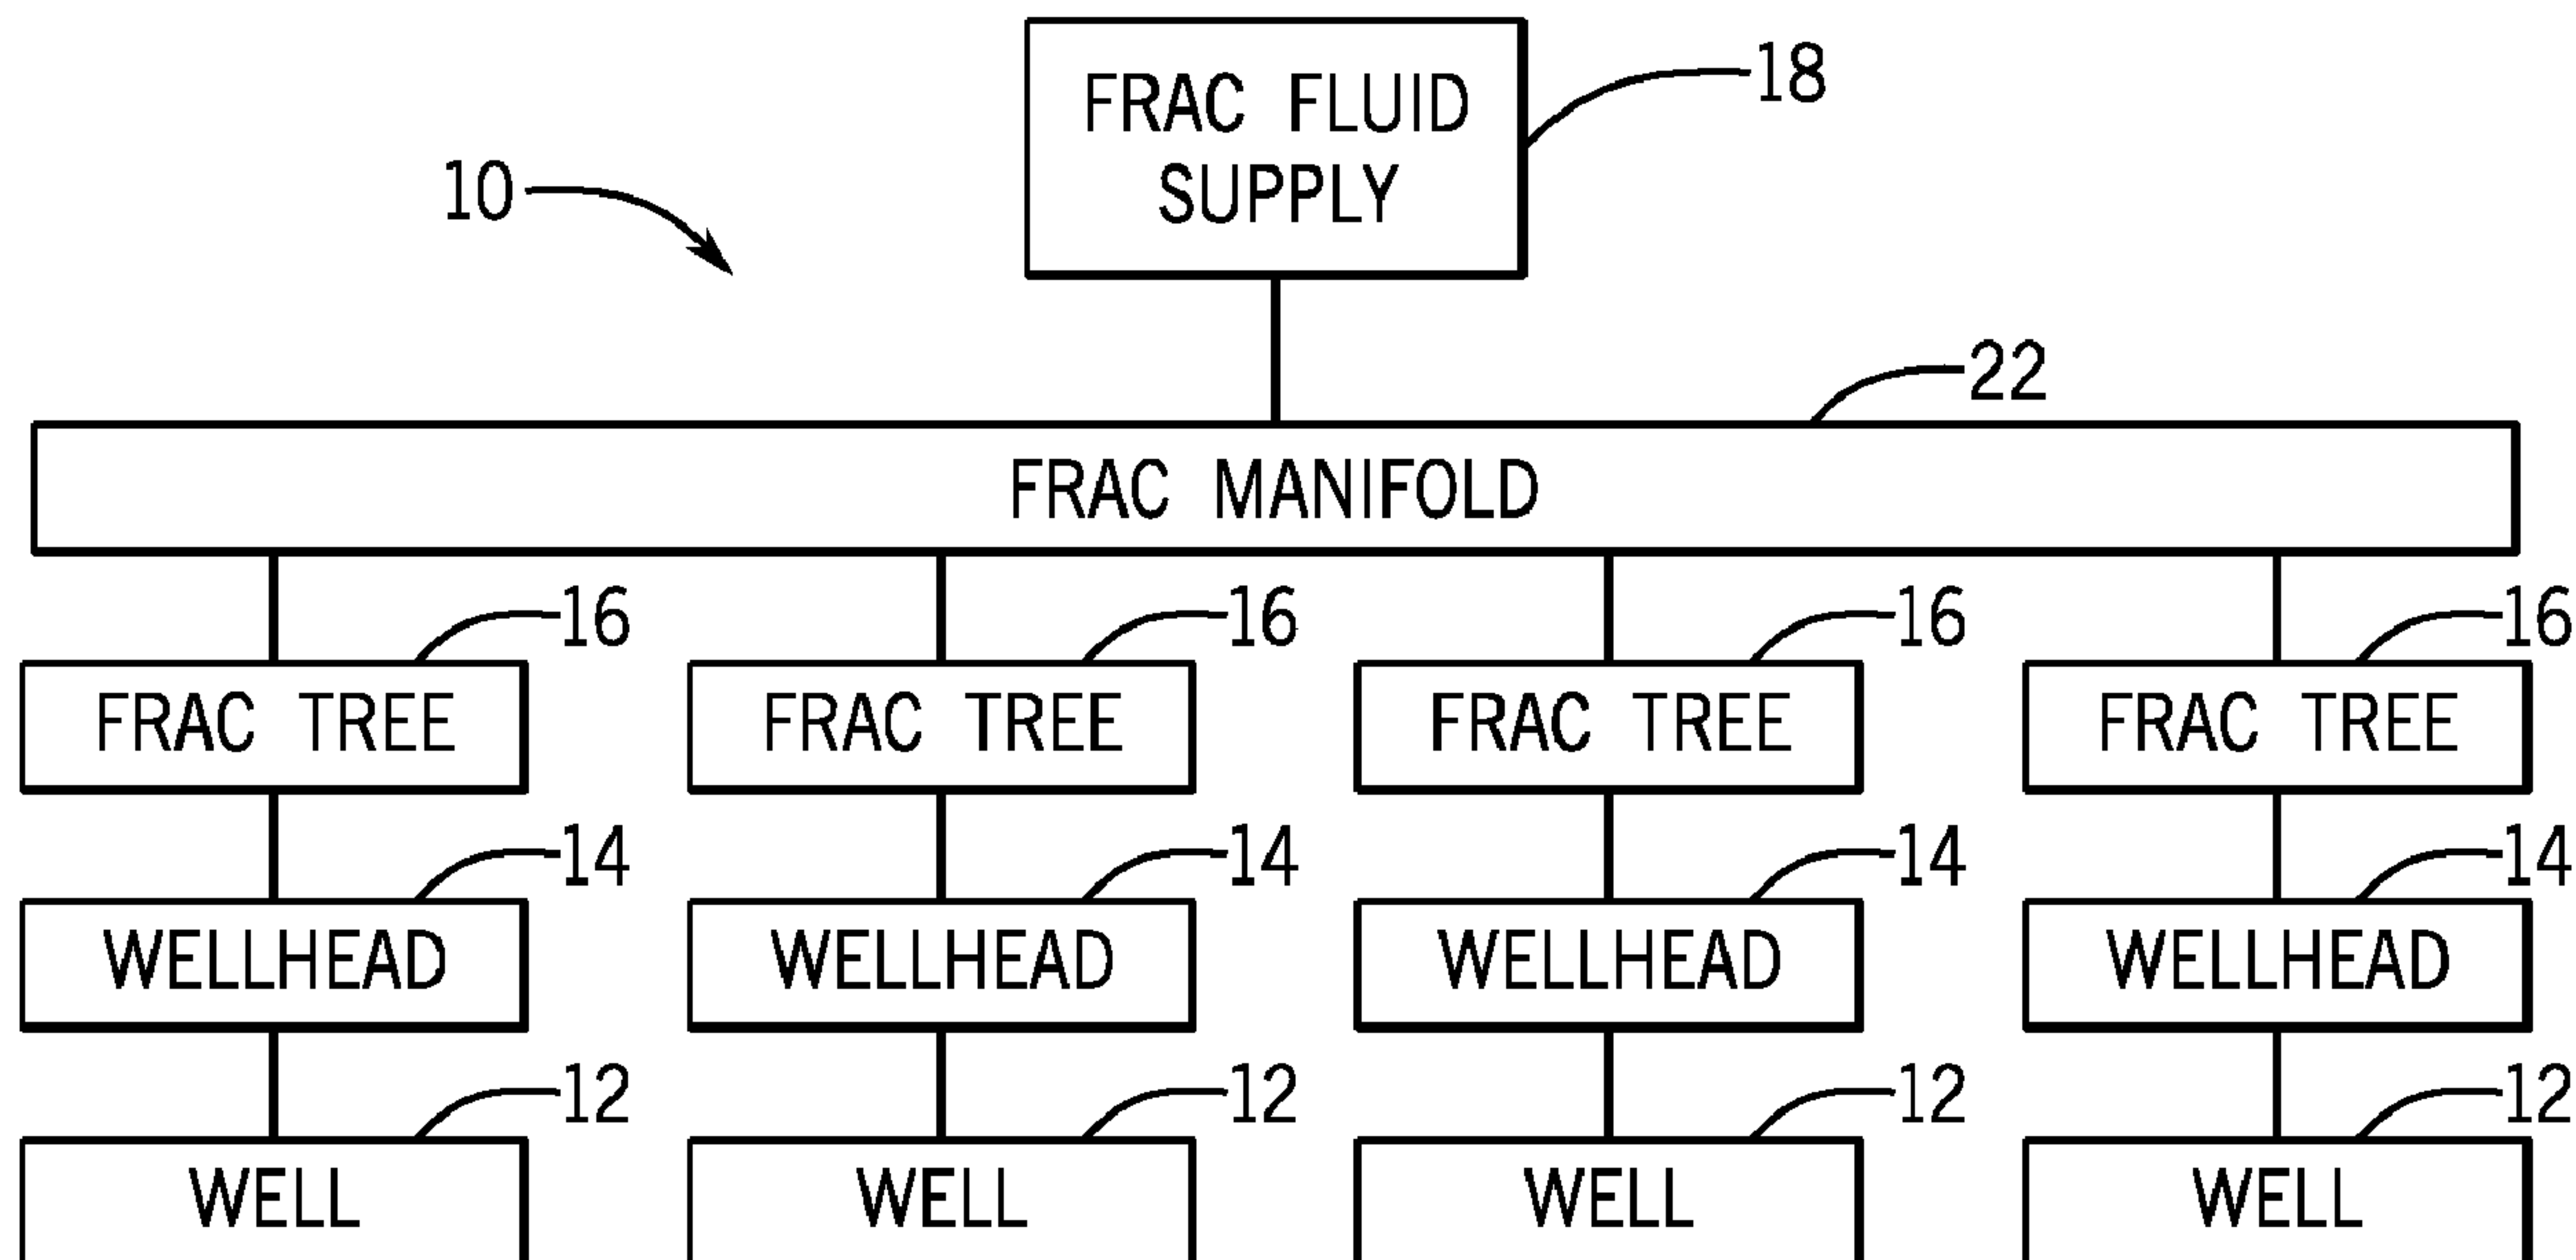 FRAC FLUID
SUPPLY
18
10
22
FRAC MANIFOLD
16 16 16 16
FRAC TREE FRAC TREE FRAC TREE FRAC TREE
14 14 14 14
WELLHEAD WELLHEAD WELLHEAD WELLHEAD
12 12 12 12
WELL WELL WELL WELL